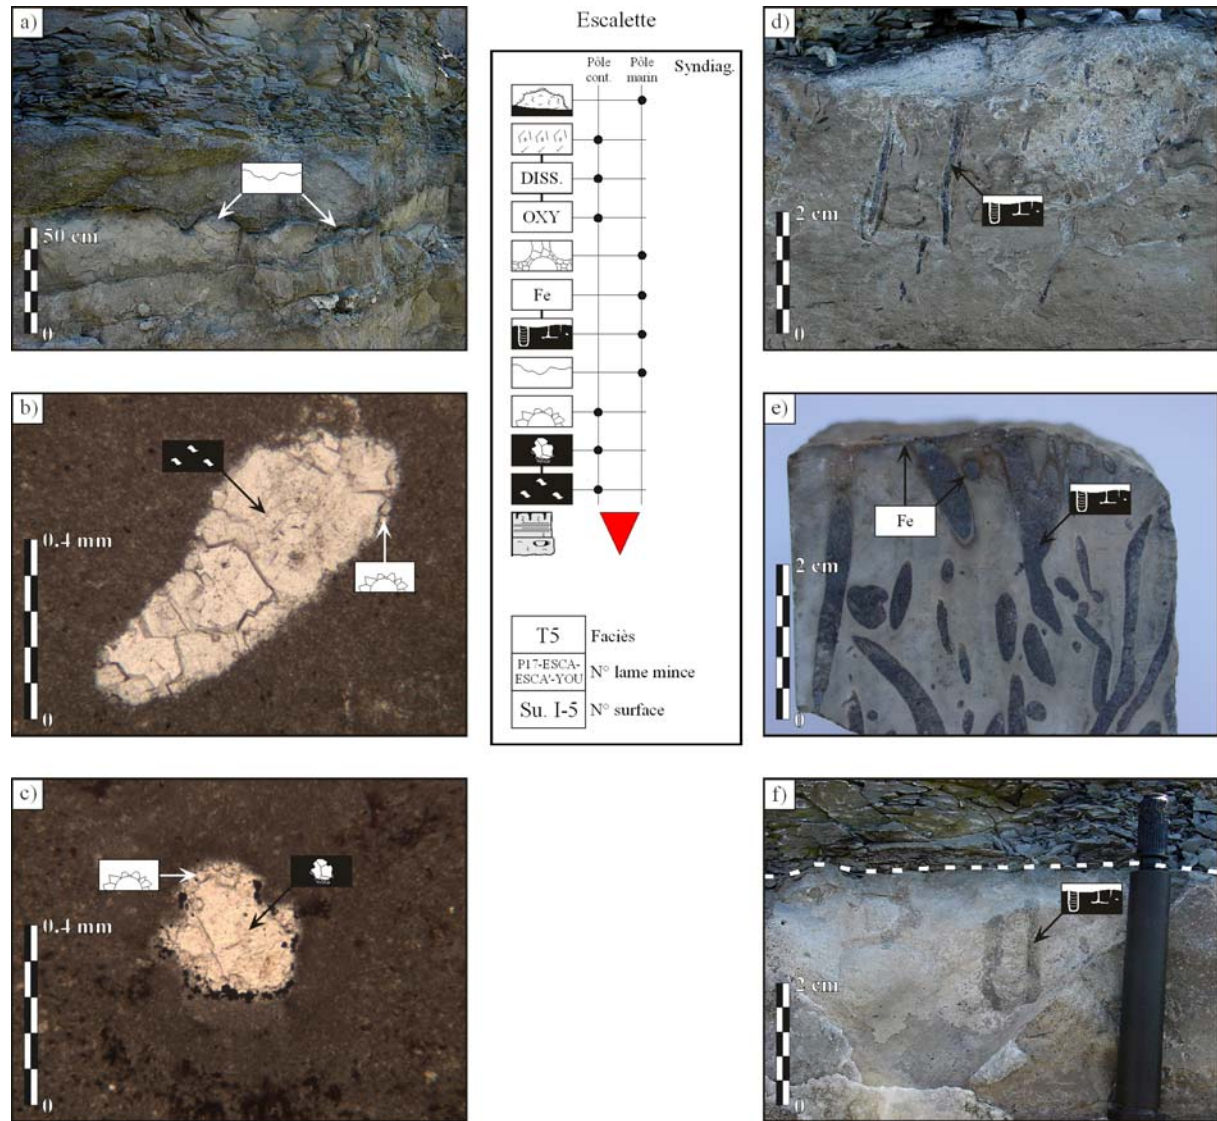 a)
50 cm
0
b)
0.4 mm
0
c)
0.4 mm
0
Escalette
Pôle cont.
Pôle marin
Syndiag.
DISS.
OXY
Fe
T5
Faciès
P17-ESCA-
ESCA'-YOU
N° lame mince
Su. I-5
N° surface
d)
2 cm
0
e)
Fe
2 cm
0
f)
2 cm
0